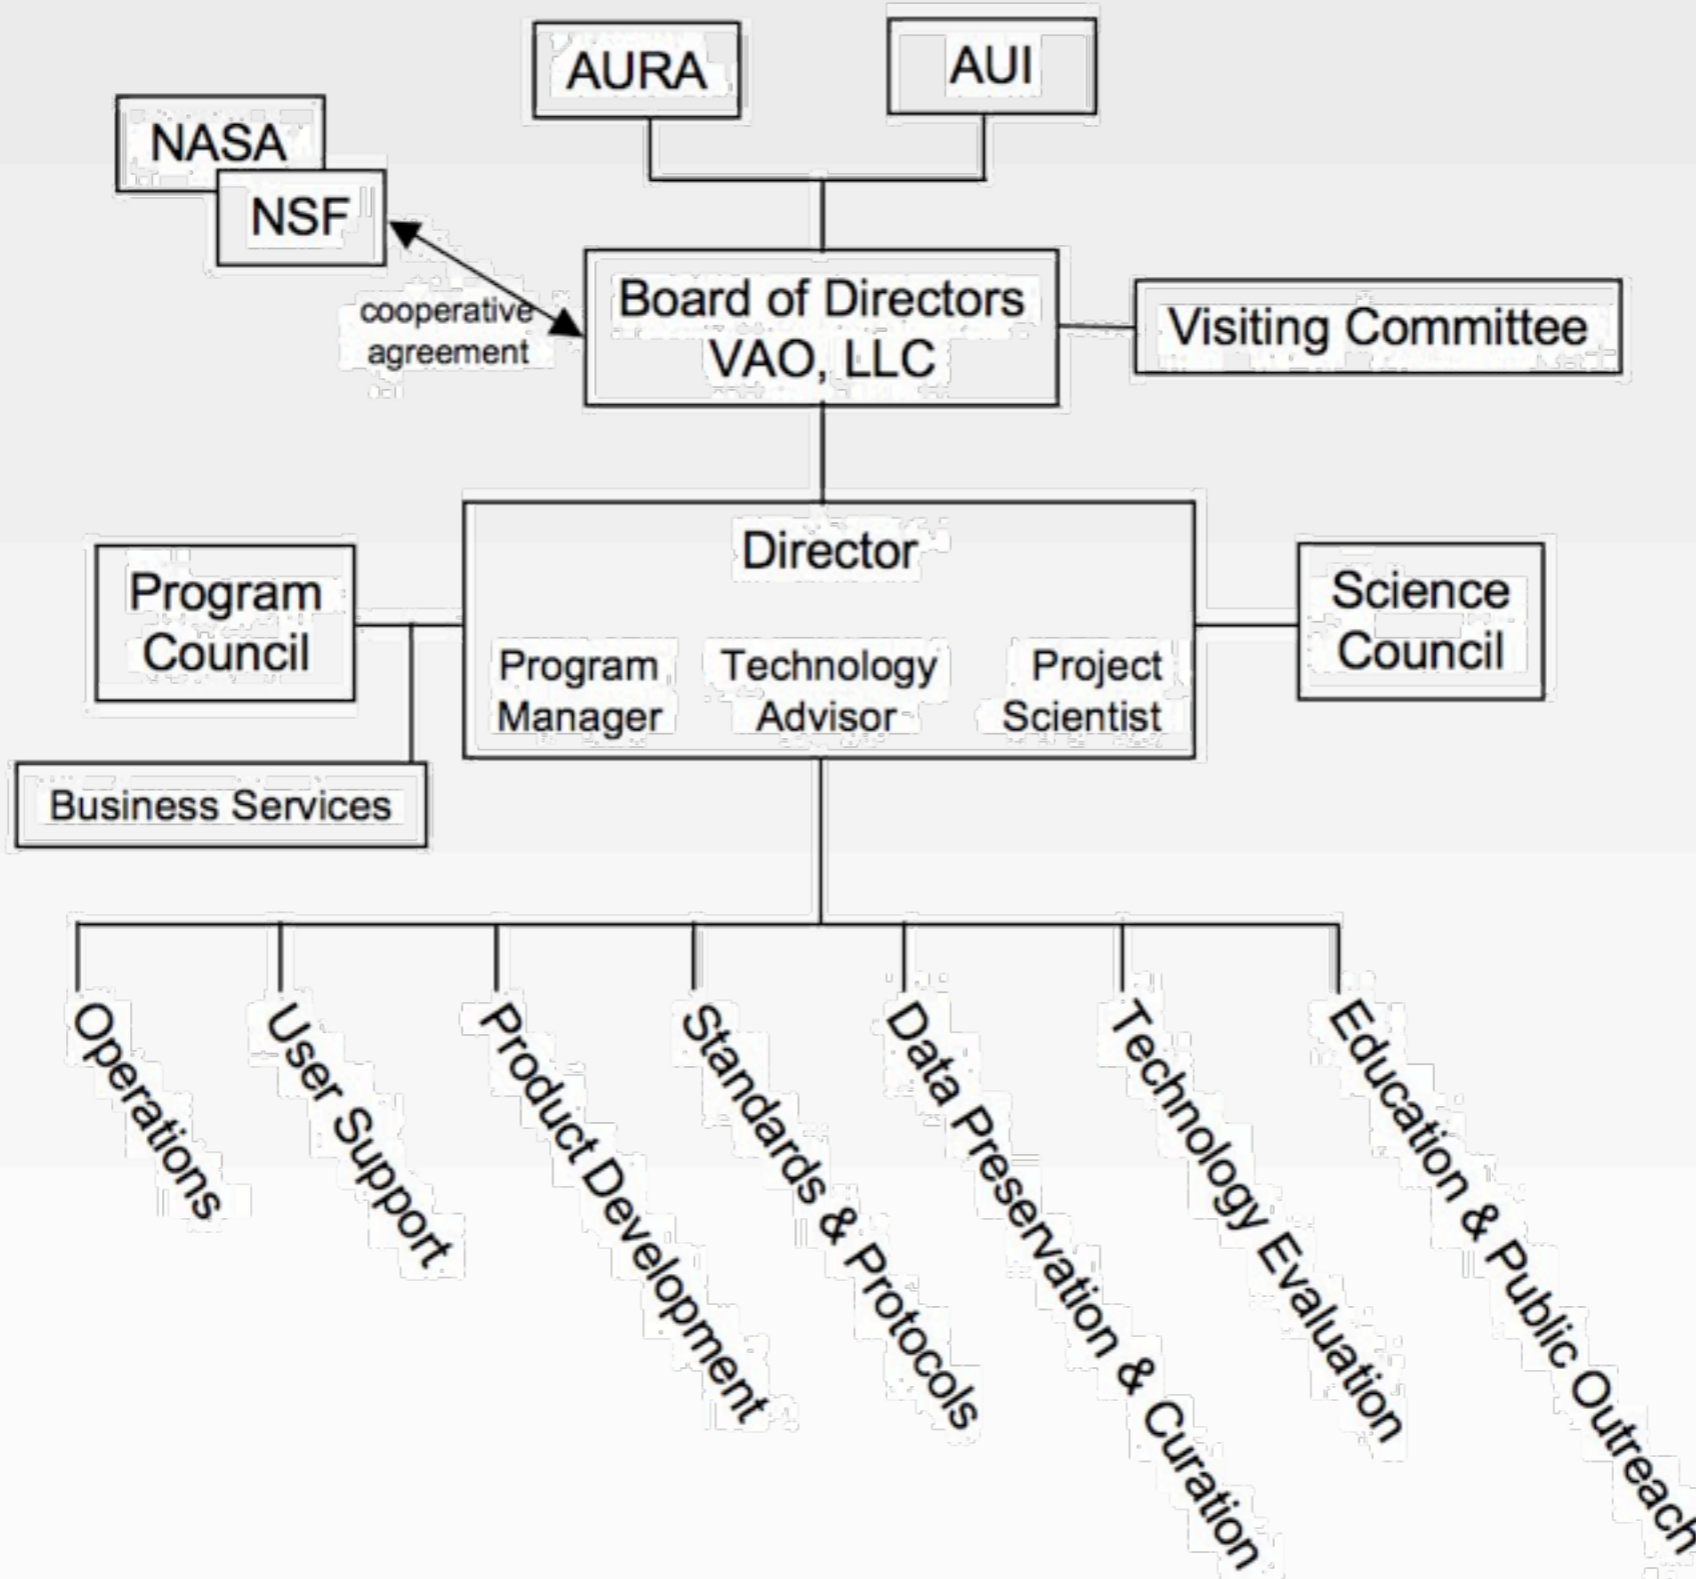 AURA
AUI
NASA
NSF
cooperative
agreement
Board of Directors
VAO, LLC
Visiting Committee
Program
Council
Director
Program
Manager
Technology
Advisor
Project
Scientist
Science
Council
Business Services
Operations
User Support
Product Development
Standards & Protocols
Data Preservation & Curation
Technology Evaluation
Education & Public Outreach